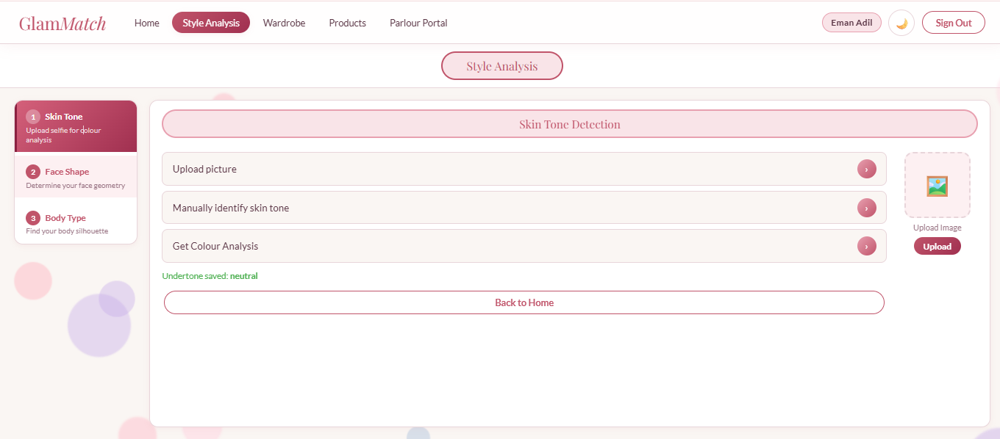 GlamMatch
Home
Style Analysis
Wardrobe
Products
Parlour Portal
Eman Adil
Sign Out
Style Analysis
1 Skin Tone
Upload selfie for colour
analysis
2 Face Shape
Determine your face geometry
3 Body Type
Find your body silhouette
Skin Tone Detection
Upload picture
Manually identify skin tone
Get Colour Analysis
Undertone saved: neutral
Back to Home
Upload Image
Upload